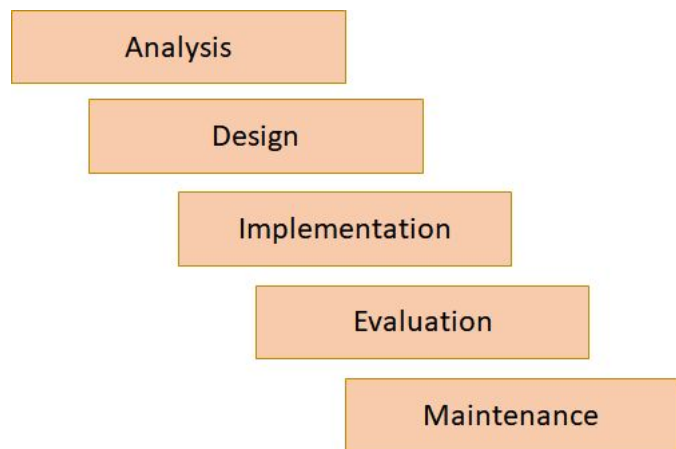 Analysis
Design
Implementation
Evaluation
Maintenance